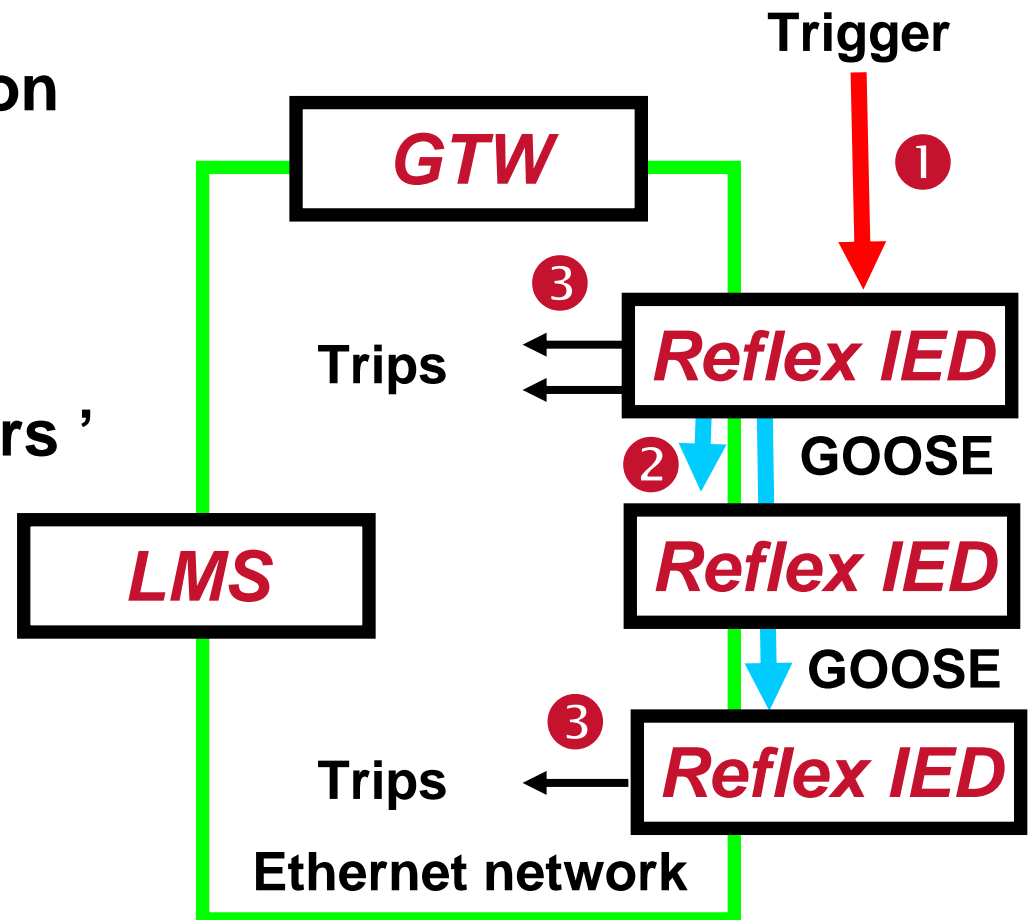 Trigger
on
GTW
1
3
Reflex IED
Trips
rs ’
2
GOOSE
LMS
Reflex IED
GOOSE
3
Reflex IED
Trips
Ethernet network